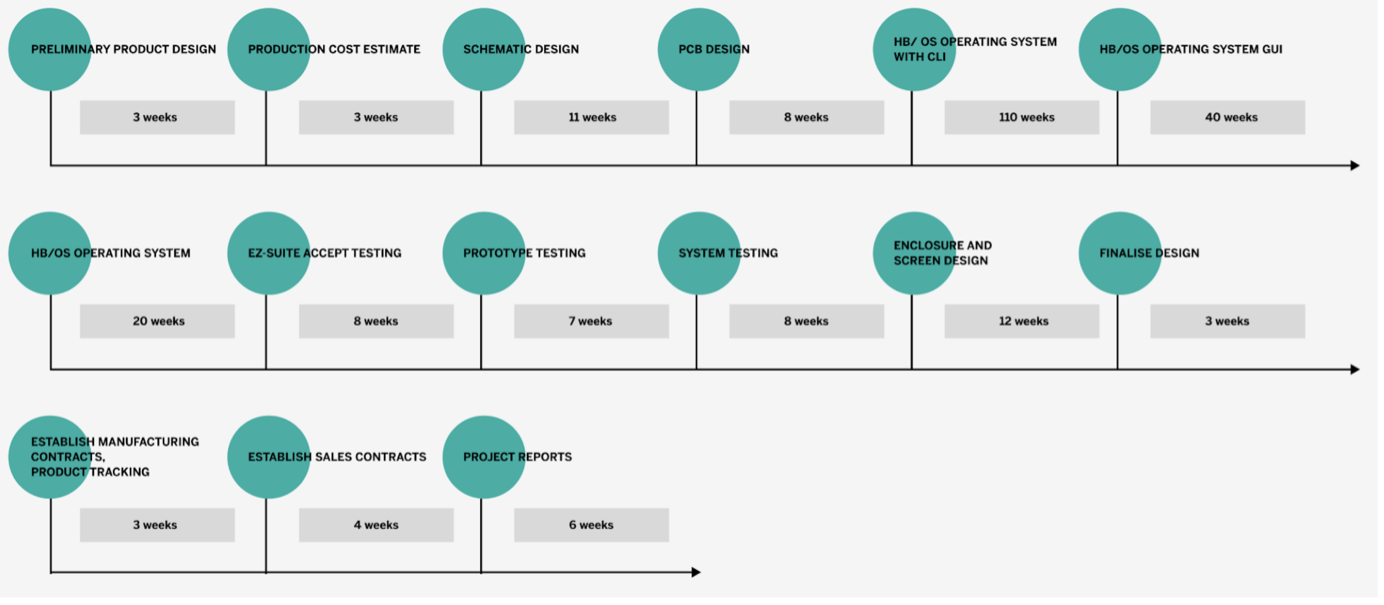 PRELIMINARY PRODUCT DESIGN
PRODUCTION COST ESTIMATE
SCHEMATIC DESIGN
PCB DESIGN
HB/ OS OPERATING SYSTEM
WITH CLI
HB/OS OPERATING SYSTEM GUI
3 weeks
3 weeks
11 weeks
8 weeks
110 weeks
40 weeks
HB/OS OPERATING SYSTEM
EZ-SUITE ACCEPT TESTING
PROTOTYPE TESTING
SYSTEM TESTING
ENCLOSURE AND
SCREEN DESIGN
FINALISE DESIGN
20 weeks
8 weeks
7 weeks
8 weeks
12 weeks
3 weeks
ESTABLISH MANUFACTURING
CONTRACTS,
PRODUCT TRACKING
ESTABLISH SALES CONTRACTS
PROJECT REPORTS
3 weeks
4 weeks
6 weeks